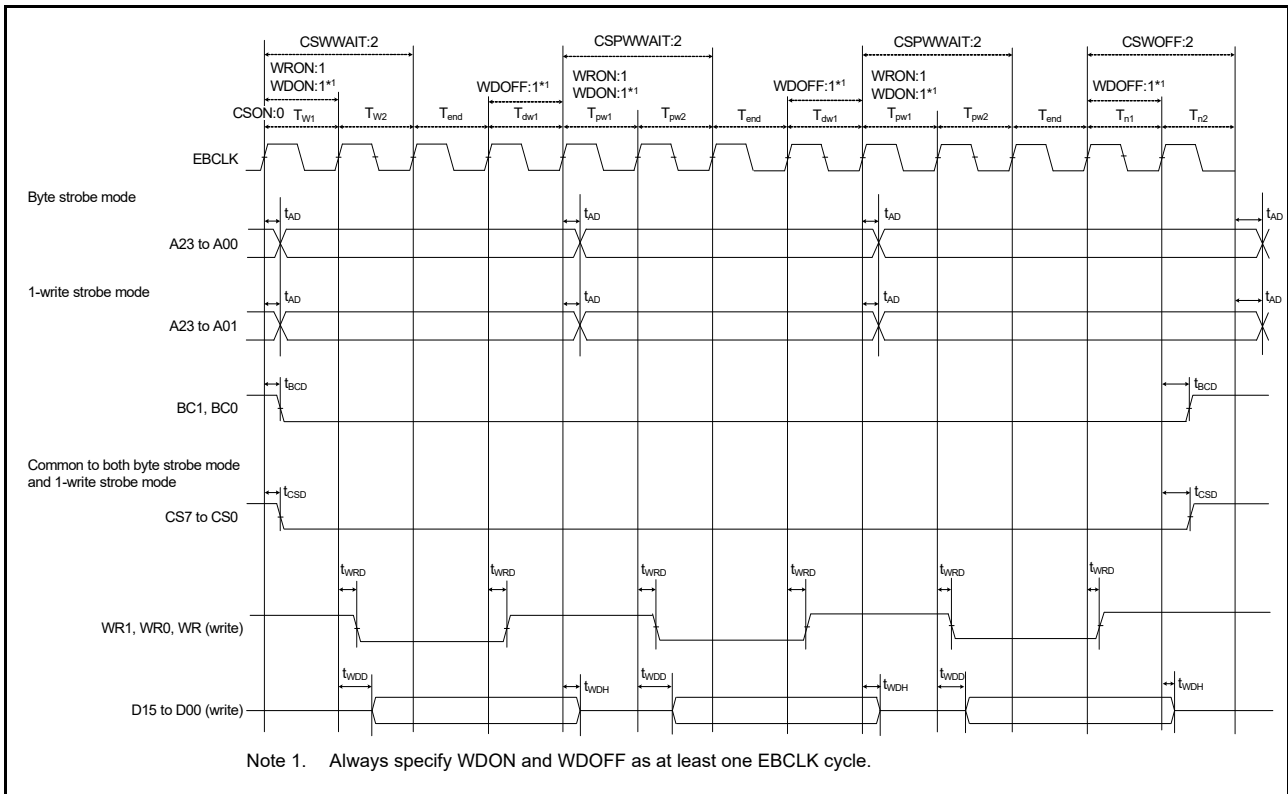 CSWWAIT:2 CSPWWAIT:2 CSPWWAIT:2 CSWOFF:2
WRON:1 WRON:1 WRON:1
WDON:1*1 WDOFF:1*1 WDON:1*1 WDOFF:1*1 WDON:1*1 WDOFF:1*1
CSON:0 TW1 TW2 Tend Tdw1 Tpw1 Tpw2 Tend Tdw1 Tpw1 Tpw2 Tend Tn1 Tn2
EBCLK
Byte strobe mode
tAD tAD tAD tAD
A23 to A00
1-write strobe mode
tAD tAD tAD tAD
A23 to A01
tBCD tBCD
BC1, BC0
Common to both byte strobe mode
and 1-write strobe mode
tCSD tCSD
CS7 to CS0
tWRD tWRD tWRD tWRD tWRD tWRD
WR1, WR0, WR (write)
tWDD tWDH tWDD tWDH tWDD tWDH
D15 to D00 (write)
Note 1. Always specify WDON and WDOFF as at least one EBCLK cycle.